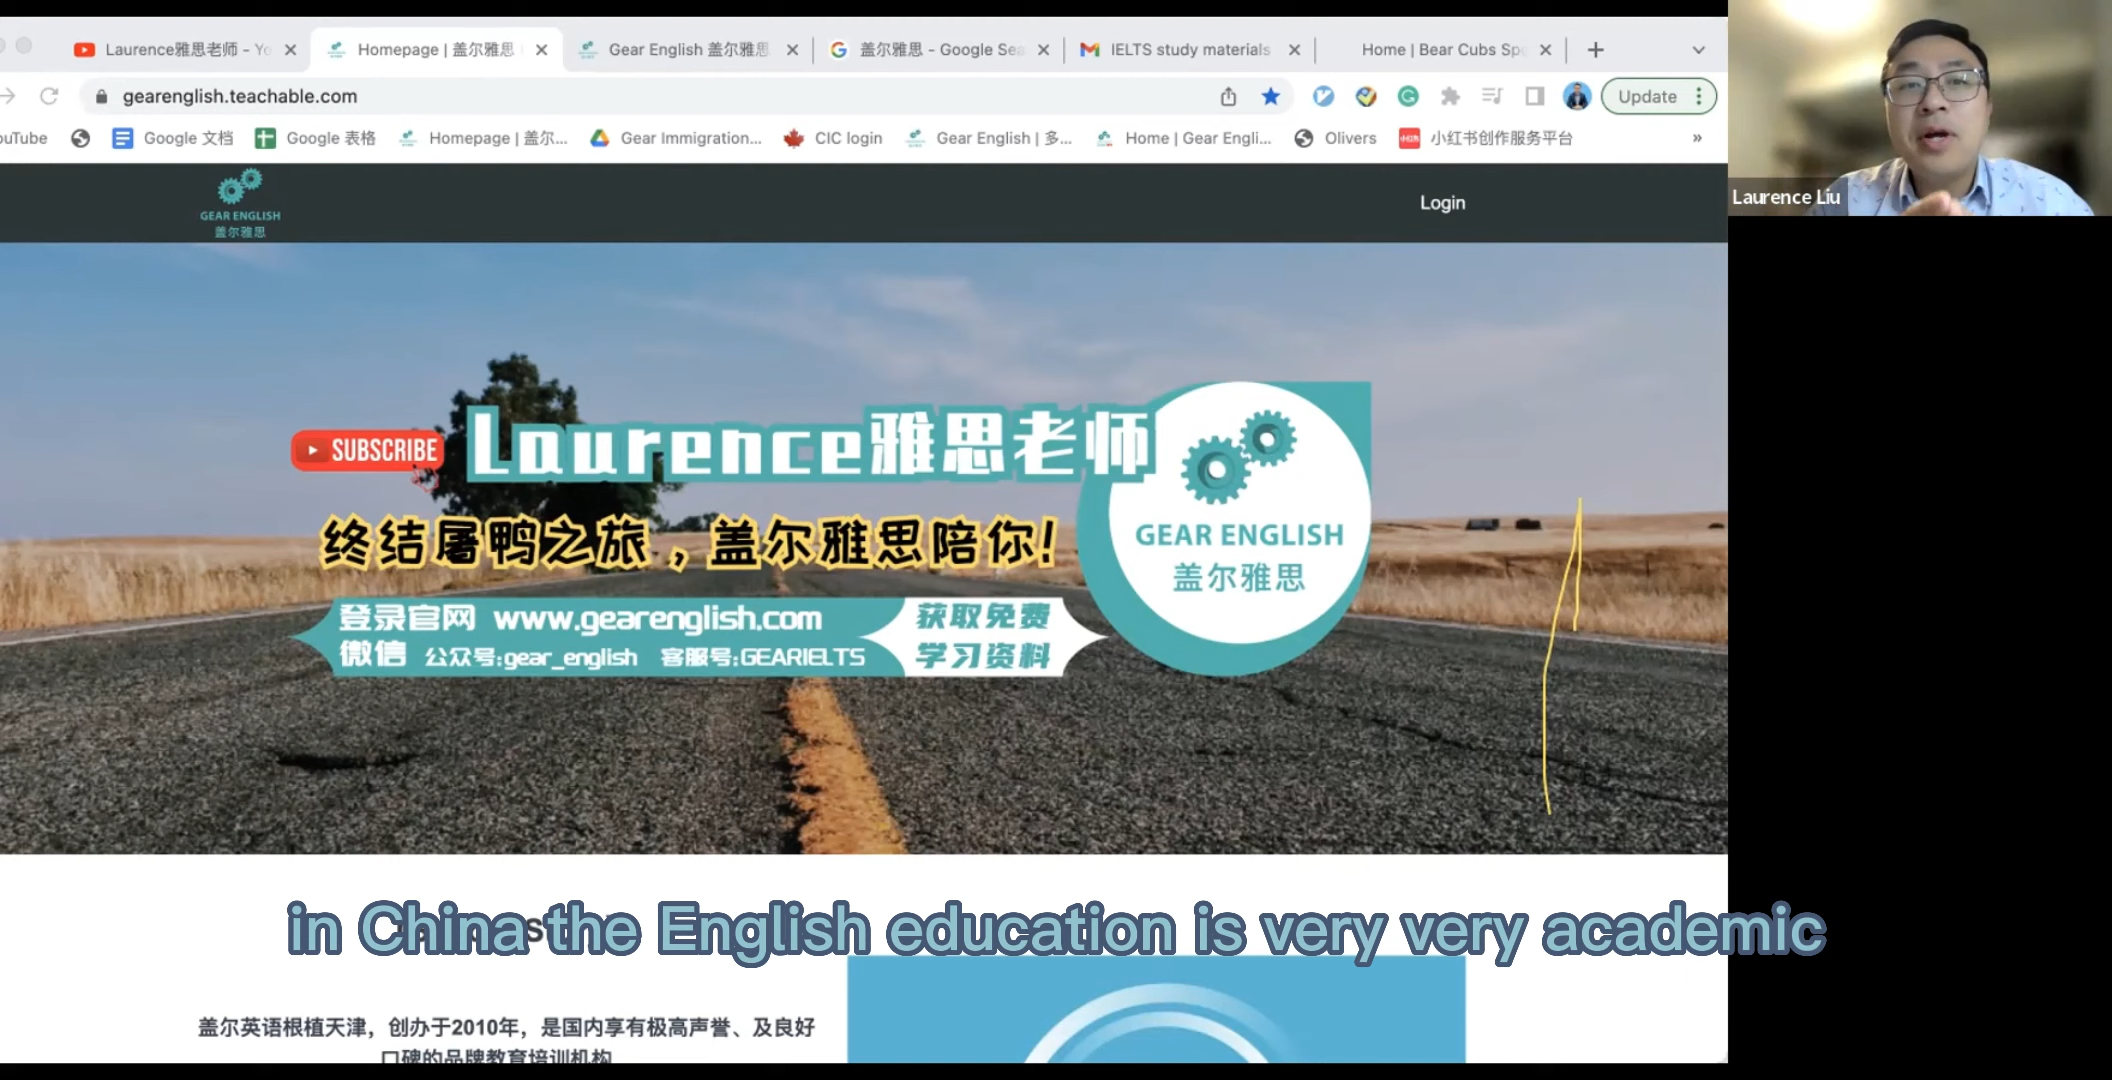 Laurence雅思老师 - Yo
Homepage | 盖尔雅思
Gear English 盖尔雅思
盖尔雅思 - Google Sea
IELTS study materials
Home | Bear Cubs Spo
gearenglish.teachable.com
Update
ouTube
Google 文档
Google 表格
Homepage | 盖尔...
Gear Immigration...
CIC login
Gear English | 多...
Home | Gear Engli...
Olivers
小红书创作服务平台
Laurence Liu
GEAR ENGLISH
盖尔雅思
Login
SUBSCRIBE
Laurence雅思老师
终结屠鸭之旅，盖尔雅思陪你!
GEAR ENGLISH
盖尔雅思
登录官网 www.gearenglish.com
微信 公众号:gear_english 客服号:GEARIELTS
获取免费
学习资料
in China the English education is very very academic
盖尔英语根植天津，创办于2010年，是国内享有极高声誉、及良好
口碑的品牌教育培训机构